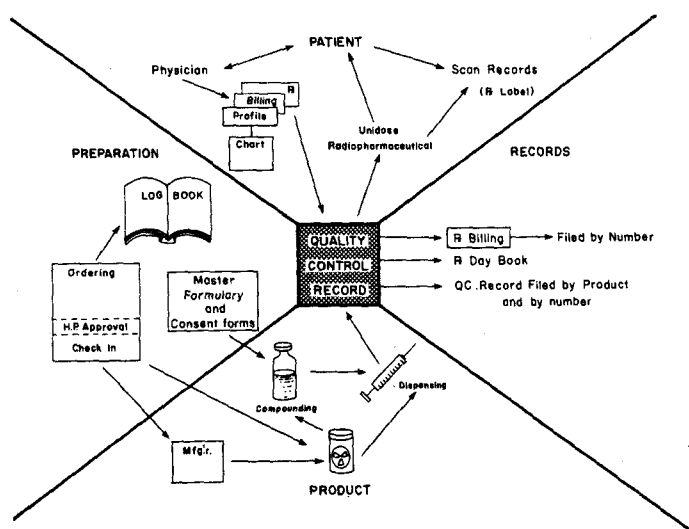 PATIENT
Physician
℞
Billing
Profile
Chart
Scan Records
(℞ Label)
Unidose
Radiopharmaceutical
PREPARATION
RECORDS
LOG BOOK
QUALITY
CONTROL
RECORD
℞ Billing
Filed by Number
℞ Day Book
QC. Record Filed by Product
and by number
Ordering
H.P. Approval
Check In
Master
Formulary
and
Consent forms
Compounding
Dispensing
Mfg'r.
PRODUCT